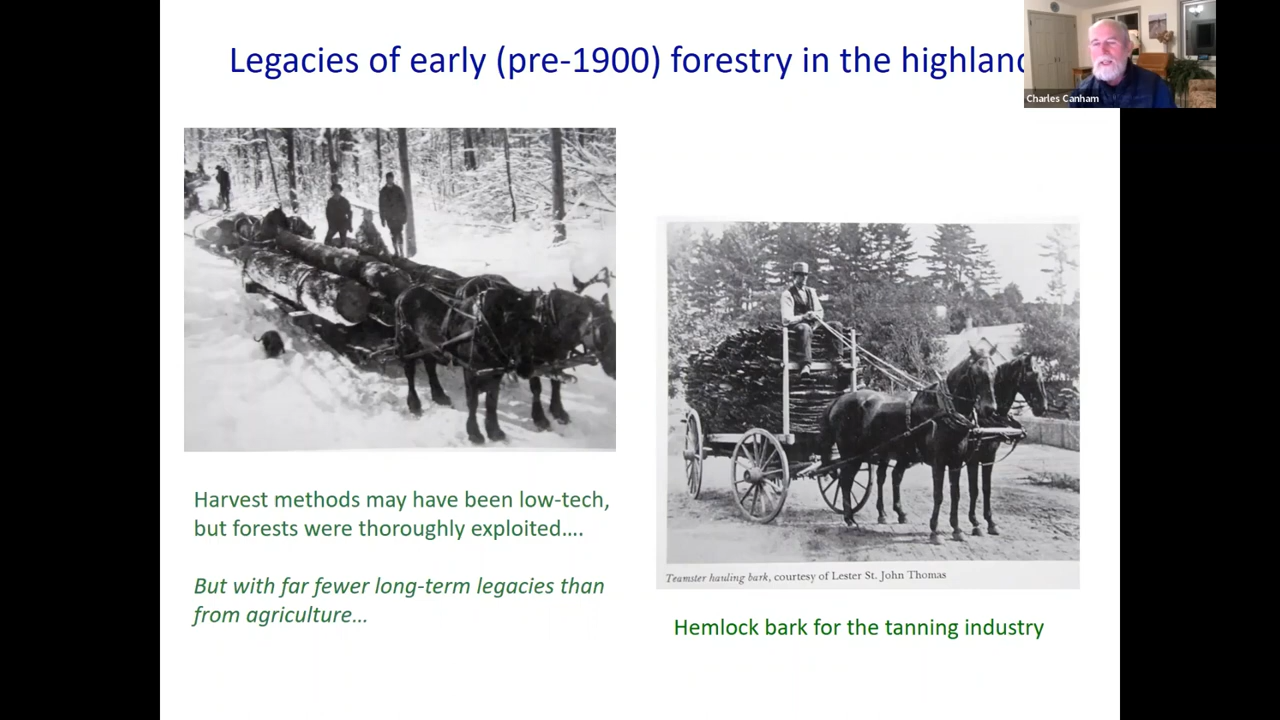 Legacies of early (pre-1900) forestry in the highlan
Charles Canham
Harvest methods may have been low-tech,
but forests were thoroughly exploited....
But with far fewer long-term legacies than
from agriculture...
Teamster hauling bark, courtesy of Lester St. John Thomas
Hemlock bark for the tanning industry